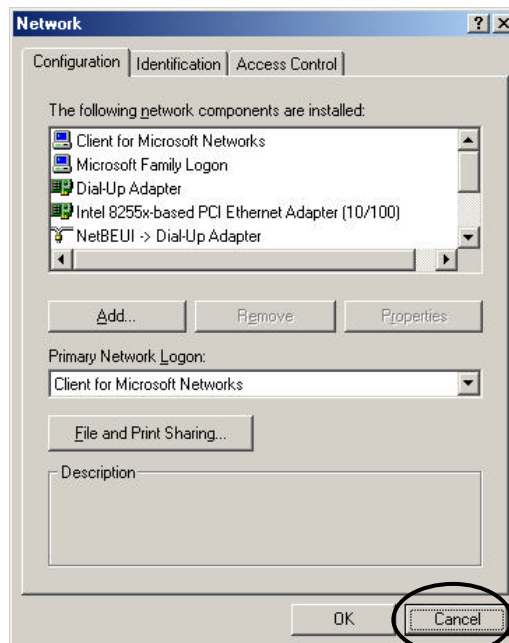 Network
Configuration Identification Access Control
The following network components are installed:
Client for Microsoft Networks
Microsoft Family Logon
Dial-Up Adapter
Intel 8255x-based PCI Ethernet Adapter (10/100)
NetBEUI -> Dial-Up Adapter
Add... Remove Properties
Primary Network Logon:
Client for Microsoft Networks
File and Print Sharing...
Description
OK Cancel